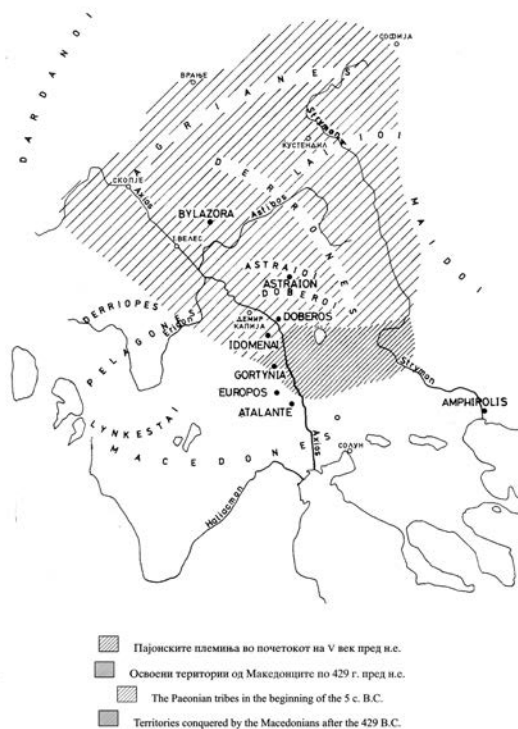 СОФИЈА
DARDANOI
ВРАЊЕ
AGRIANES
Strymon
ЌУСТЕНДИЛ
LAIAIOI
DERRONES
СКОПЈЕ
Axios
Astibos
BYLAZORA
ВЕЛЕС
MAIDOI
ASTRAIOI
ASTRAION
DOBEROI
DERRIOPES
Erigon
ДЕМИР
КАПИЈА
DOBEROS
PELAGONES
IDOMENAI
GORTYNIA
Strymon
EUROPOS
ATALANTE
AMPHIPOLIS
LYNKESTAI
MACEDONES
Axios
СОЛУН
Haliacmon
Пајонските племиња во почетокот на V век пред н.е.
Освоени територии од Македонците по 429 г. пред н.е.
The Paeonian tribes in the beginning of the 5 c. B.C.
Territories conquered by the Macedonians after the 429 B.C.